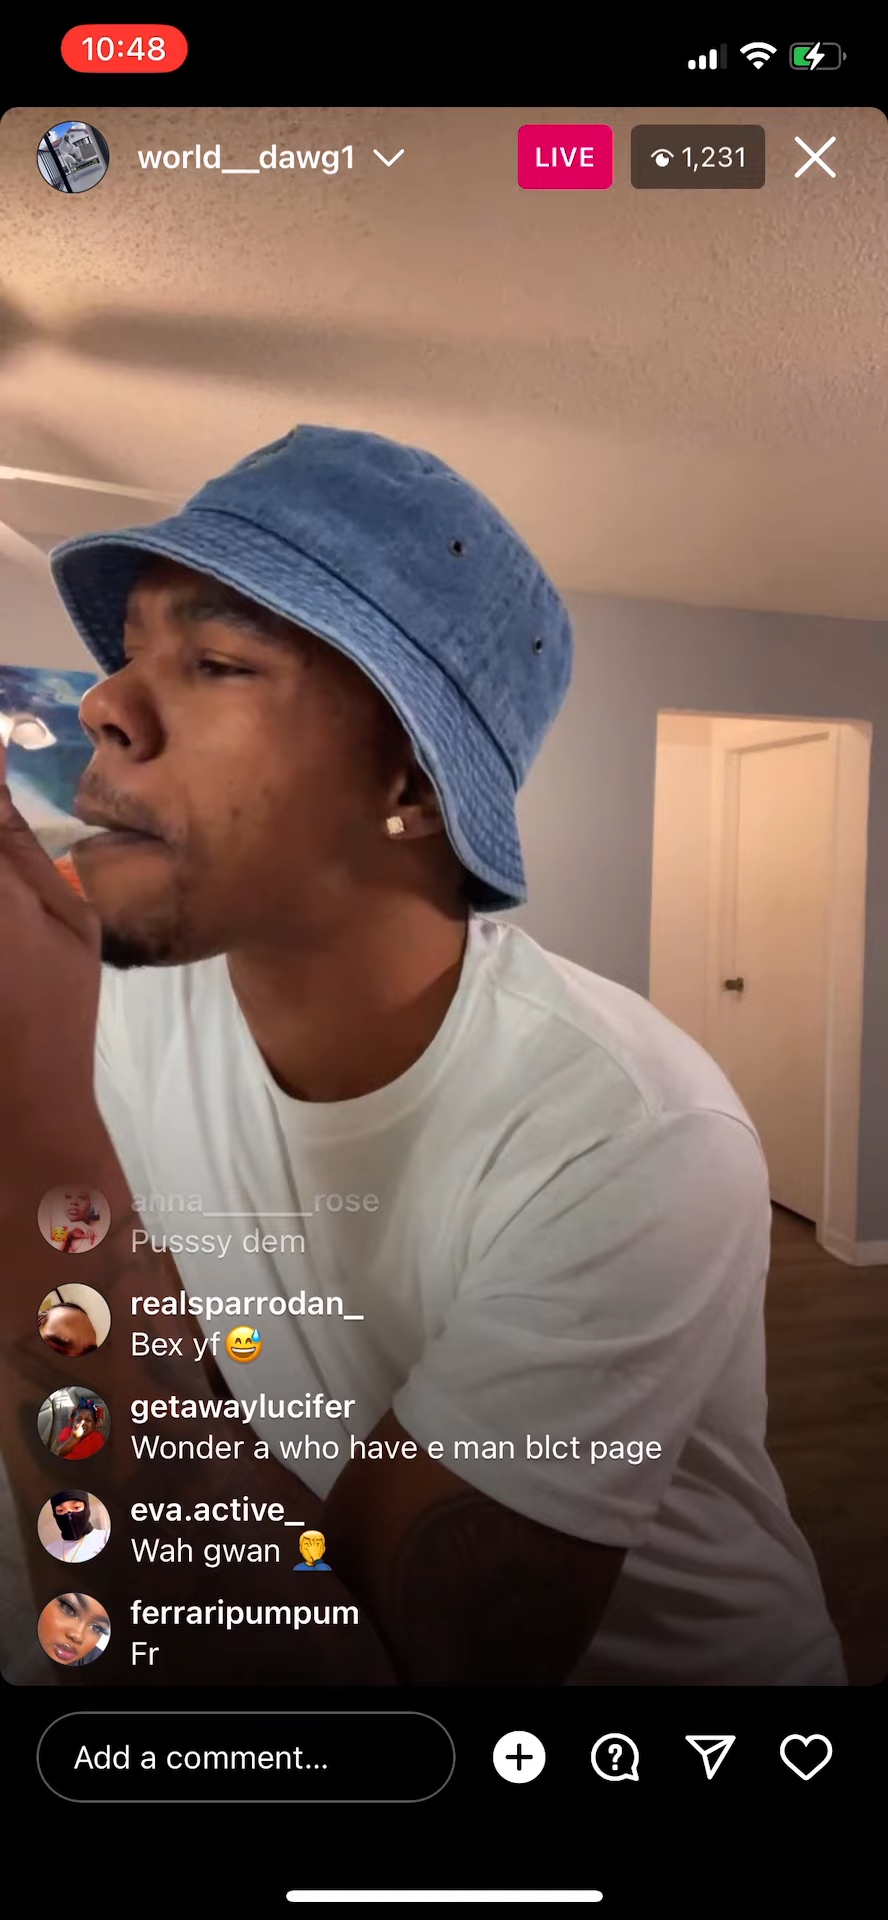 10:48
world__dawg1
LIVE
1,231
anna______rose
Pusssy dem
realsparrodan_
Bex yf😅
getawaylucifer
Wonder a who have e man blct page
eva.active_
Wah gwan 🤦‍♂️
ferraripumpum
Fr
Add a comment...